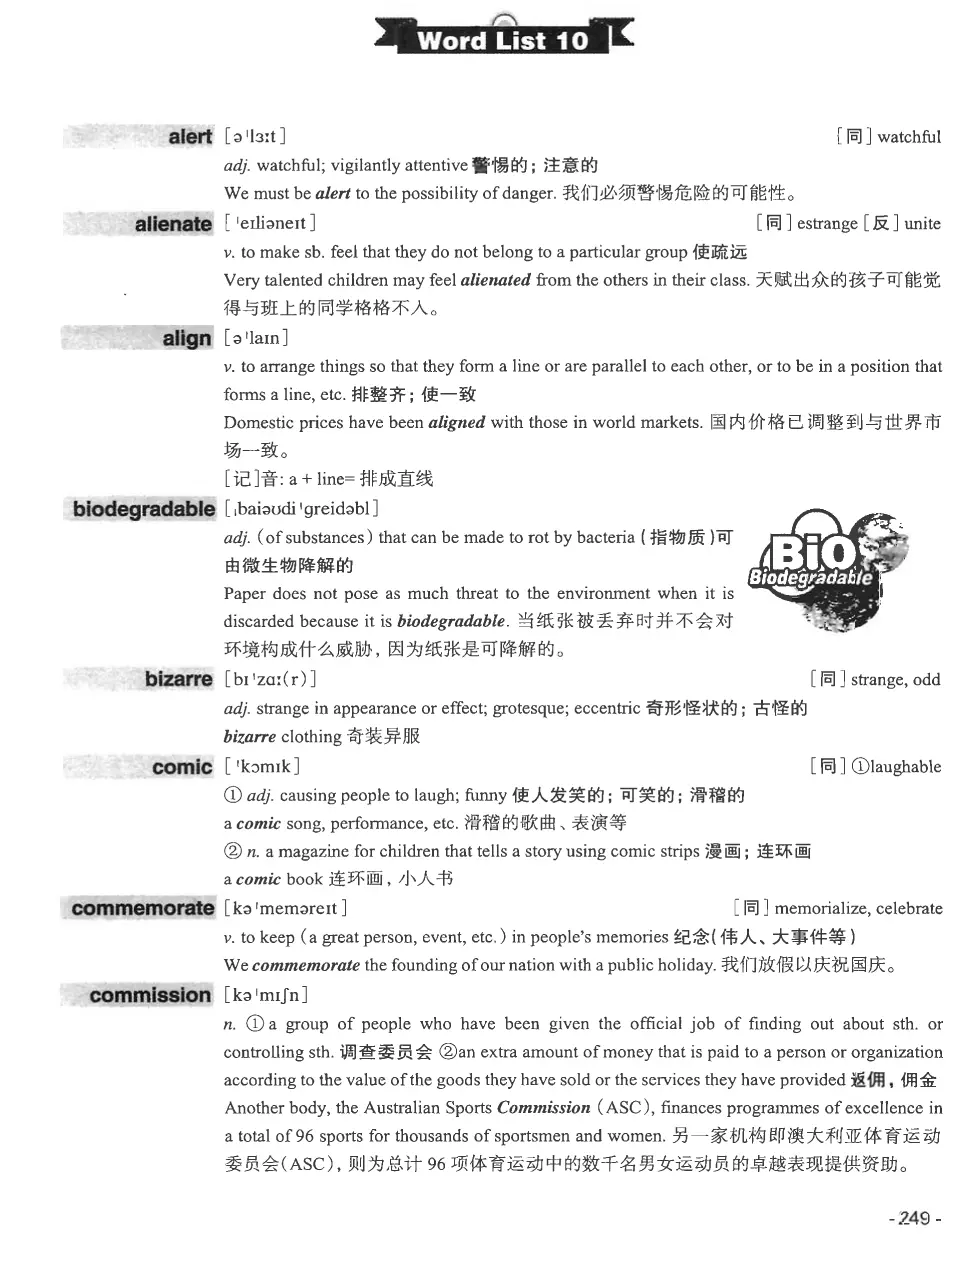 Word List 10
alert [ə'lɜːt] [同] watchful
adj. watchful; vigilantly attentive 警惕的；注意的
We must be alert to the possibility of danger. 我们必须警惕危险的可能性。
alienate ['eɪliəneɪt] [同] estrange [反] unite
v. to make sb. feel that they do not belong to a particular group 使疏远
Very talented children may feel alienated from the others in their class. 天赋出众的孩子可能觉
得与班上的同学格格不入。
align [ə'laɪn]
v. to arrange things so that they form a line or are parallel to each other, or to be in a position that
forms a line, etc. 排整齐；使一致
Domestic prices have been aligned with those in world markets. 国内价格已调整到与世界市
场一致。
[记]音: a + line= 排成直线
biodegradable [ˌbaiəʊdi'greidəbl]
adj. (of substances) that can be made to rot by bacteria (指物质)可
由微生物降解的
Paper does not pose as much threat to the environment when it is
discarded because it is biodegradable. 当纸张被丢弃时并不会对
环境构成什么威胁，因为纸张是可降解的。
BiO
Biodegradable
bizarre [bɪ'zɑː(r)] [同] strange, odd
adj. strange in appearance or effect; grotesque; eccentric 奇形怪状的；古怪的
bizarre clothing 奇装异服
comic ['kɔmɪk] [同] ①laughable
① adj. causing people to laugh; funny 使人发笑的；可笑的；滑稽的
a comic song, performance, etc. 滑稽的歌曲、表演等
② n. a magazine for children that tells a story using comic strips 漫画；连环画
a comic book 连环画，小人书
commemorate [kə'meməreɪt] [同] memorialize, celebrate
v. to keep (a great person, event, etc.) in people's memories 纪念(伟人、大事件等)
We commemorate the founding of our nation with a public holiday. 我们放假以庆祝国庆。
commission [kə'mɪʃn]
n. ①a group of people who have been given the official job of finding out about sth. or
controlling sth. 调查委员会 ②an extra amount of money that is paid to a person or organization
according to the value of the goods they have sold or the services they have provided 返佣，佣金
Another body, the Australian Sports Commission (ASC), finances programmes of excellence in
a total of 96 sports for thousands of sportsmen and women. 另一家机构即澳大利亚体育运动
委员会(ASC)，则为总计 96 项体育运动中的数千名男女运动员的卓越表现提供资助。
- 249 -